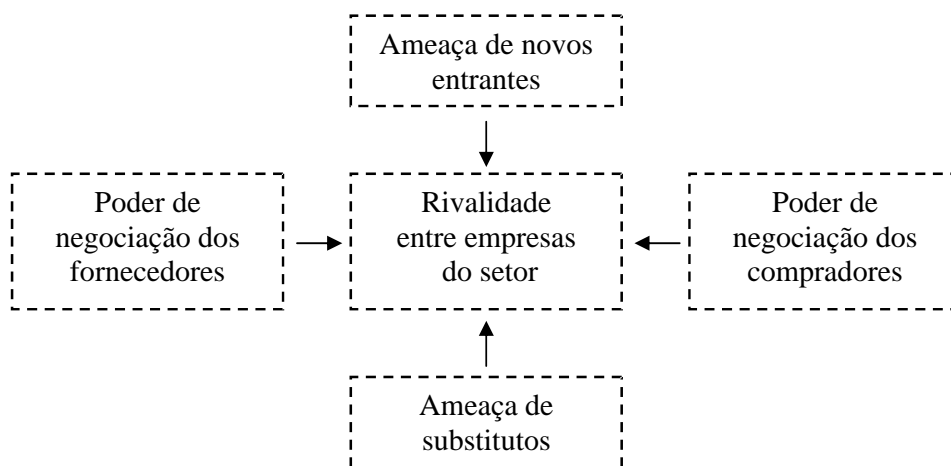 Ameaça de novos
entrantes
Poder de
negociação dos
fornecedores
Rivalidade
entre empresas
do setor
Poder de
negociação dos
compradores
Ameaça de
substitutos